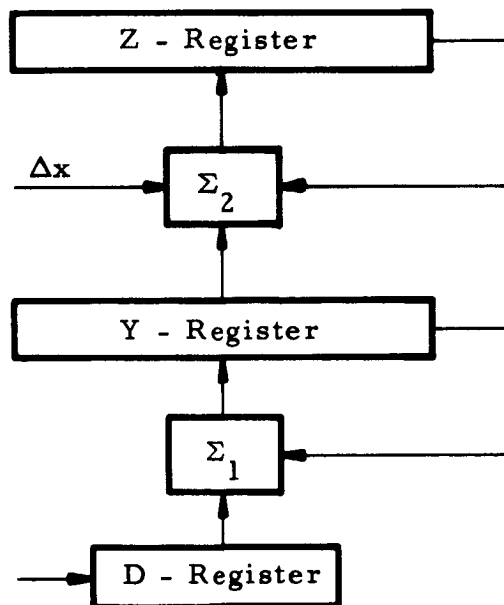 Z - Register
Δx
Σ2
Y - Register
Σ1
D - Register